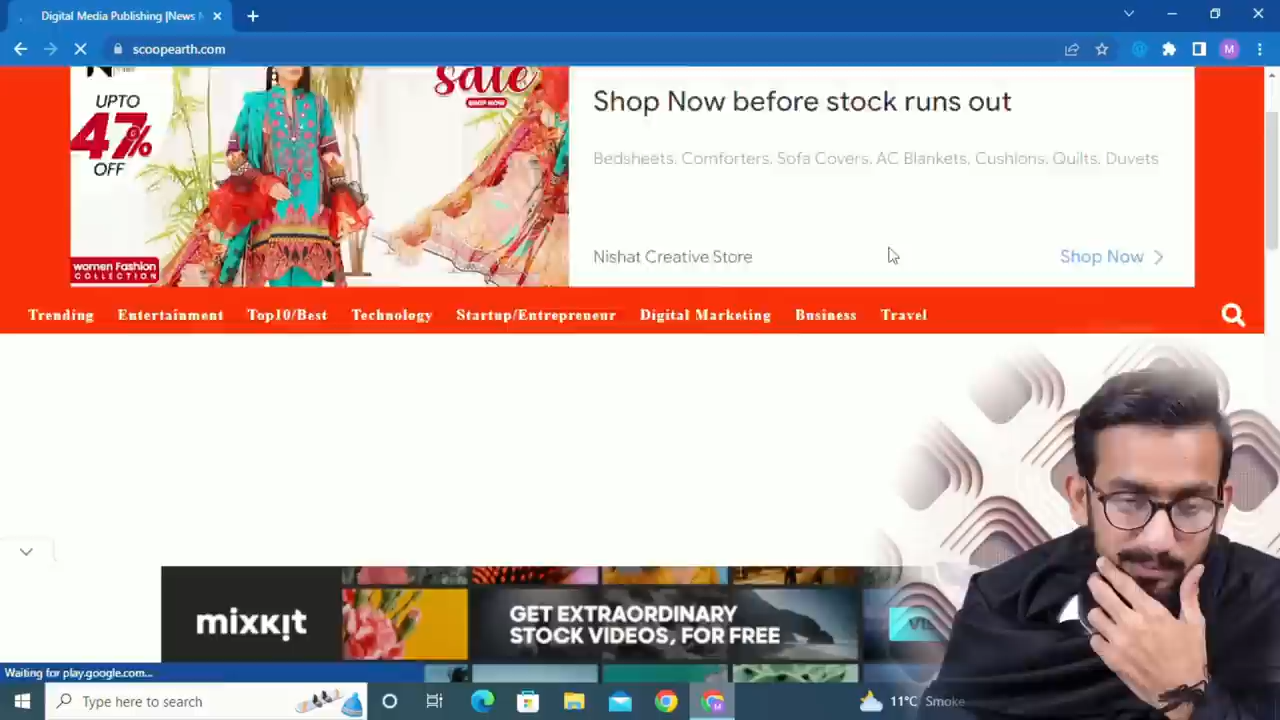 Digital Media Publishing |News
scoopearth.com
M
UPTO
47%
OFF
women Fashion
COLLECTION
sale
SHOP NOW
Shop Now before stock runs out
Bedsheets. Comforters. Sofa Covers. AC Blankets, Cushions. Quilts. Duvets
Nishat Creative Store
Shop Now
Trending Entertainment Top10/Best Technology Startup/Entrepreneur Digital Marketing Business Travel
mixkit
GET EXTRAORDINARY
STOCK VIDEOS, FOR FREE
Waiting for play.google.com...
Type here to search
11°C Smoke